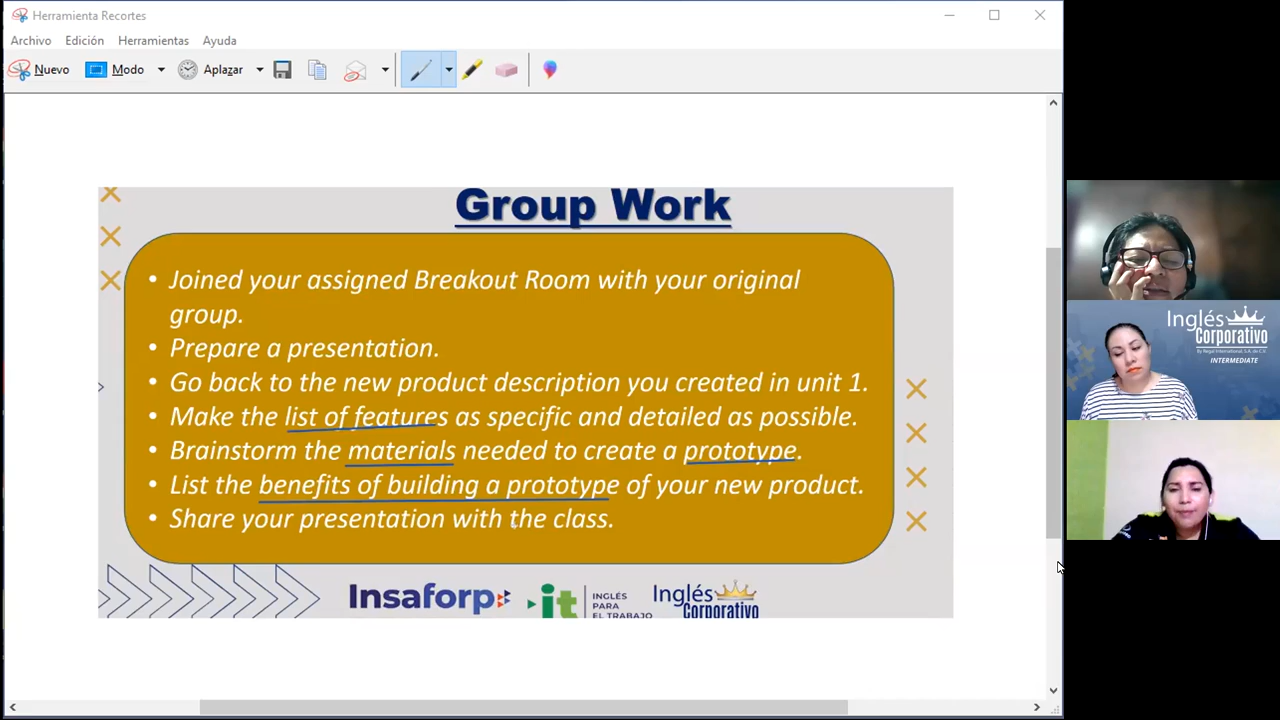 Herramienta Recortes
Archivo Edición Herramientas Ayuda
Nuevo Modo Aplazar
Group Work
• Joined your assigned Breakout Room with your original
group.
• Prepare a presentation.
• Go back to the new product description you created in unit 1.
• Make the list of features as specific and detailed as possible.
• Brainstorm the materials needed to create a prototype.
• List the benefits of building a prototype of your new product.
• Share your presentation with the class.
Insaforp it INGLÉS PARA EL TRABAJO Inglés Corporativo
Inglés
Corporativo
By Regal International, S.A. de C.V.
INTERMEDIATE